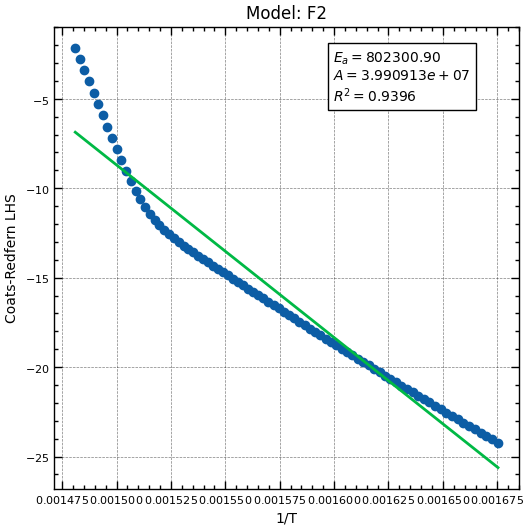 Model: F2
E_a = 802300.90
A = 3.990913e + 07
R² = 0.9396
Coats-Redfern LHS
−5
−10
−15
−20
−25
0.001475 0.001500 0.001525 0.001550 0.001575 0.001600 0.001625 0.001650 0.001675
1/T